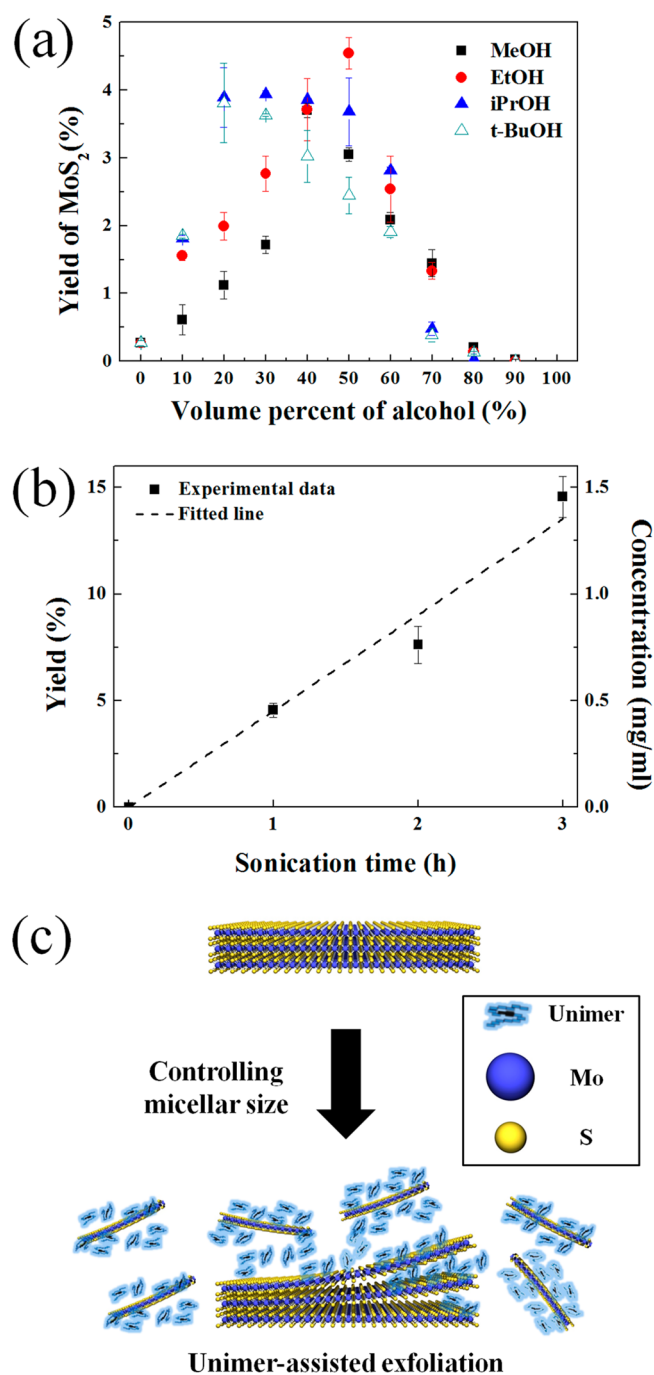 (a)
MeOH
EtOH
iPrOH
t-BuOH
Yield of MoS2(%)
5
4
3
2
1
0
0 10 20 30 40 50 60 70 80 90 100
Volume percent of alcohol (%)
(b)
Experimental data
Fitted line
Yield (%)
15
10
5
0
Concentration (mg/ml)
1.5
1.0
0.5
0.0
0 1 2 3
Sonication time (h)
(c)
Controlling
micellar size
Unimer
Mo
S
Unimer-assisted exfoliation